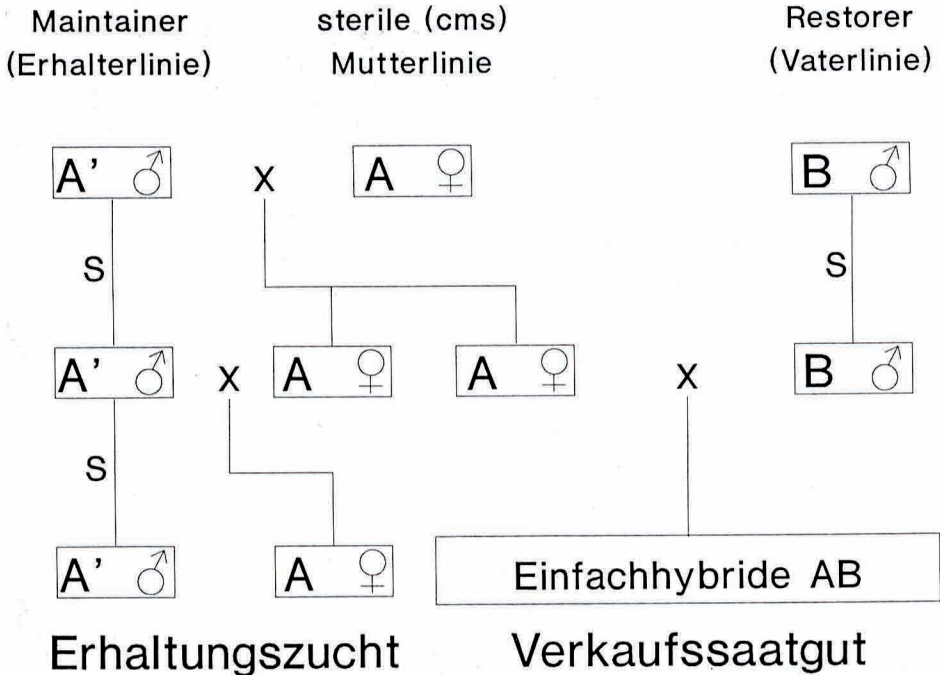 Maintainer
(Erhalterlinie)
sterile (cms)
Mutterlinie
Restorer
(Vaterlinie)
A' ♂ x A ♀ B ♂
S S
A' ♂ x A ♀ A ♀ x B ♂
S
A' ♂ A ♀ Einfachhybride AB
Erhaltungszucht Verkaufssaatgut